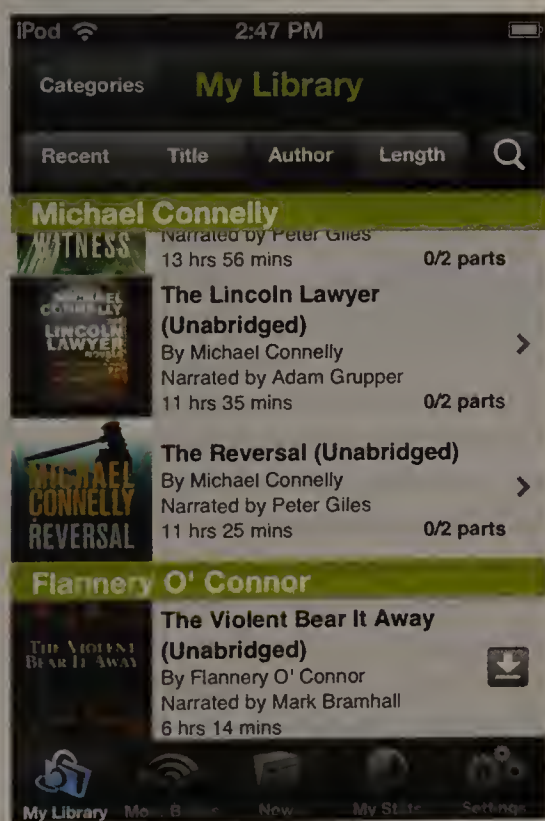 iPod 2:47 PM
Categories My Library
Recent Title Author Length
Michael Connelly
WITNESS
Narrated by Peter Giles
13 hrs 56 mins 0/2 parts
MICHAEL
CONNELLY
LINCOLN
LAWYER
The Lincoln Lawyer
(Unabridged)
By Michael Connelly
Narrated by Adam Grupper
11 hrs 35 mins 0/2 parts
MICHAEL
CONNELLY
REVERSAL
The Reversal (Unabridged)
By Michael Connelly
Narrated by Peter Giles
11 hrs 25 mins 0/2 parts
Flannery O' Connor
THE VIOLENT
BEAR IT AWAY
The Violent Bear It Away
(Unabridged)
By Flannery O' Connor
Narrated by Mark Bramhall
6 hrs 14 mins
My Library Now My Stats Settings